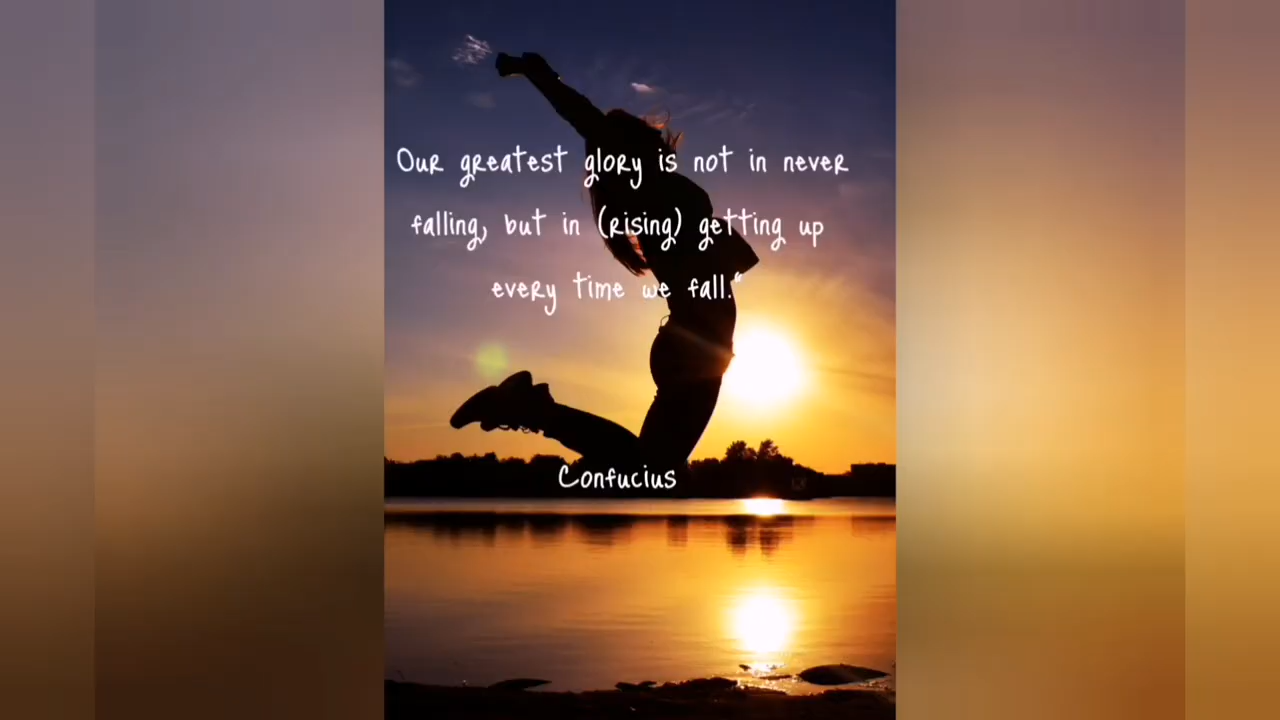 Our greatest glory is not in never
falling, but in (rising) getting up
every time we fall.“
Confucius